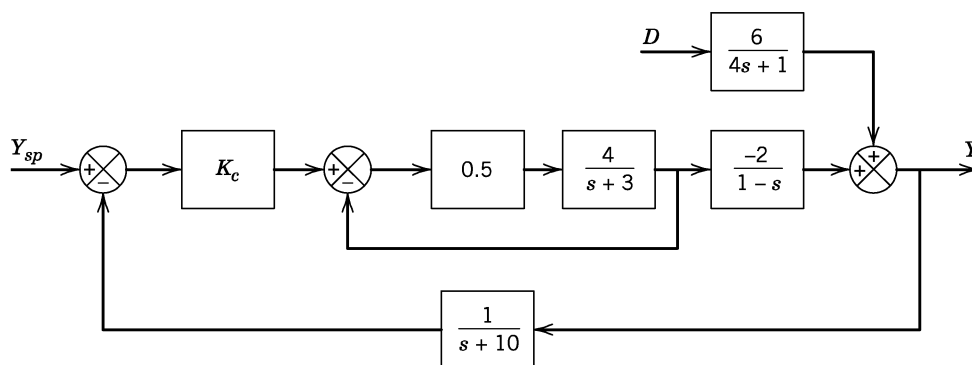 D
6
4s + 1
Y_sp
+
−
K_c
+
−
0.5
4
s + 3
–2
1 – s
+
+
Y
1
s + 10